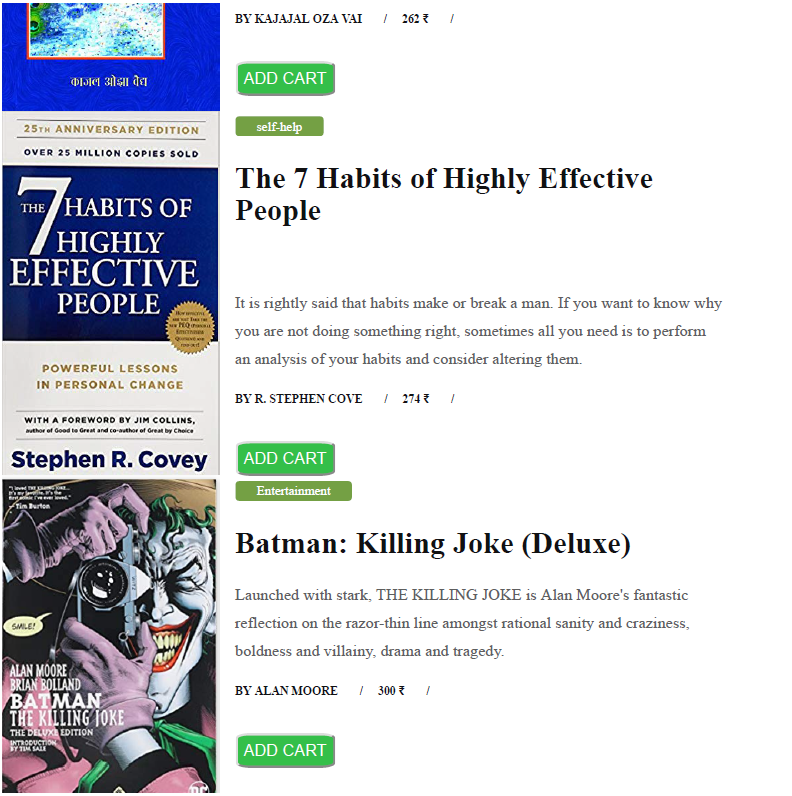 काजल ओझा वैद्य
BY KAJAJAL OZA VAI / 262 ₹ /
ADD CART
25TH ANNIVERSARY EDITION
OVER 25 MILLION COPIES SOLD
THE 7 HABITS OF
HIGHLY
EFFECTIVE
PEOPLE
POWERFUL LESSONS
IN PERSONAL CHANGE
WITH A FOREWORD BY JIM COLLINS,
author of Good to Great and co-author of Great by Choice
Stephen R. Covey
self-help
The 7 Habits of Highly Effective
People
It is rightly said that habits make or break a man. If you want to know why
you are not doing something right, sometimes all you need is to perform
an analysis of your habits and consider altering them.
BY R. STEPHEN COVE / 274 ₹ /
ADD CART
"I loved THE KILLING JOKE...
It's my favorite. It's the
first comic I've ever loved."
—Tim Burton
SMILE!
ALAN MOORE
BRIAN BOLLAND
BATMAN
THE KILLING JOKE
THE DELUXE EDITION
INTRODUCTION
BY TIM SALE
DC
Entertainment
Batman: Killing Joke (Deluxe)
Launched with stark, THE KILLING JOKE is Alan Moore's fantastic
reflection on the razor-thin line amongst rational sanity and craziness,
boldness and villainy, drama and tragedy.
BY ALAN MOORE / 300 ₹ /
ADD CART